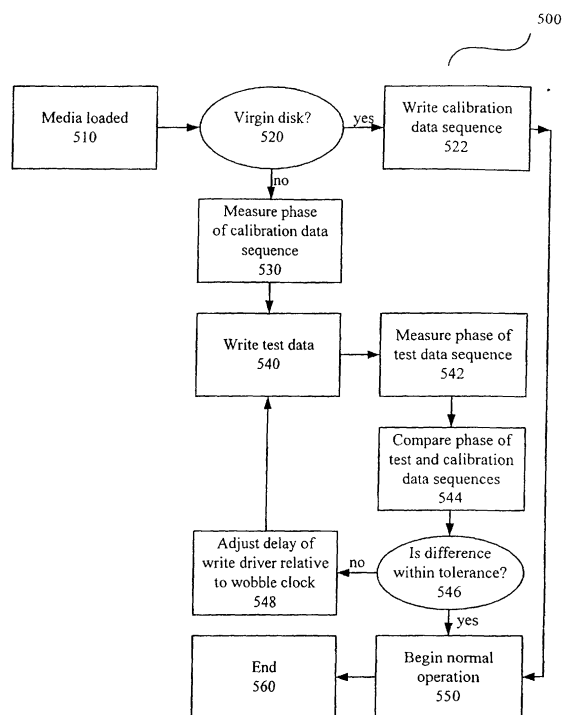 500
Media loaded
510
Virgin disk?
520
yes
Write calibration
data sequence
522
no
Measure phase
of calibration data
sequence
530
Write test data
540
Measure phase of
test data sequence
542
Compare phase of
test and calibration
data sequences
544
Adjust delay of
write driver relative
to wobble clock
548
no
Is difference
within tolerance?
546
yes
End
560
Begin normal
operation
550